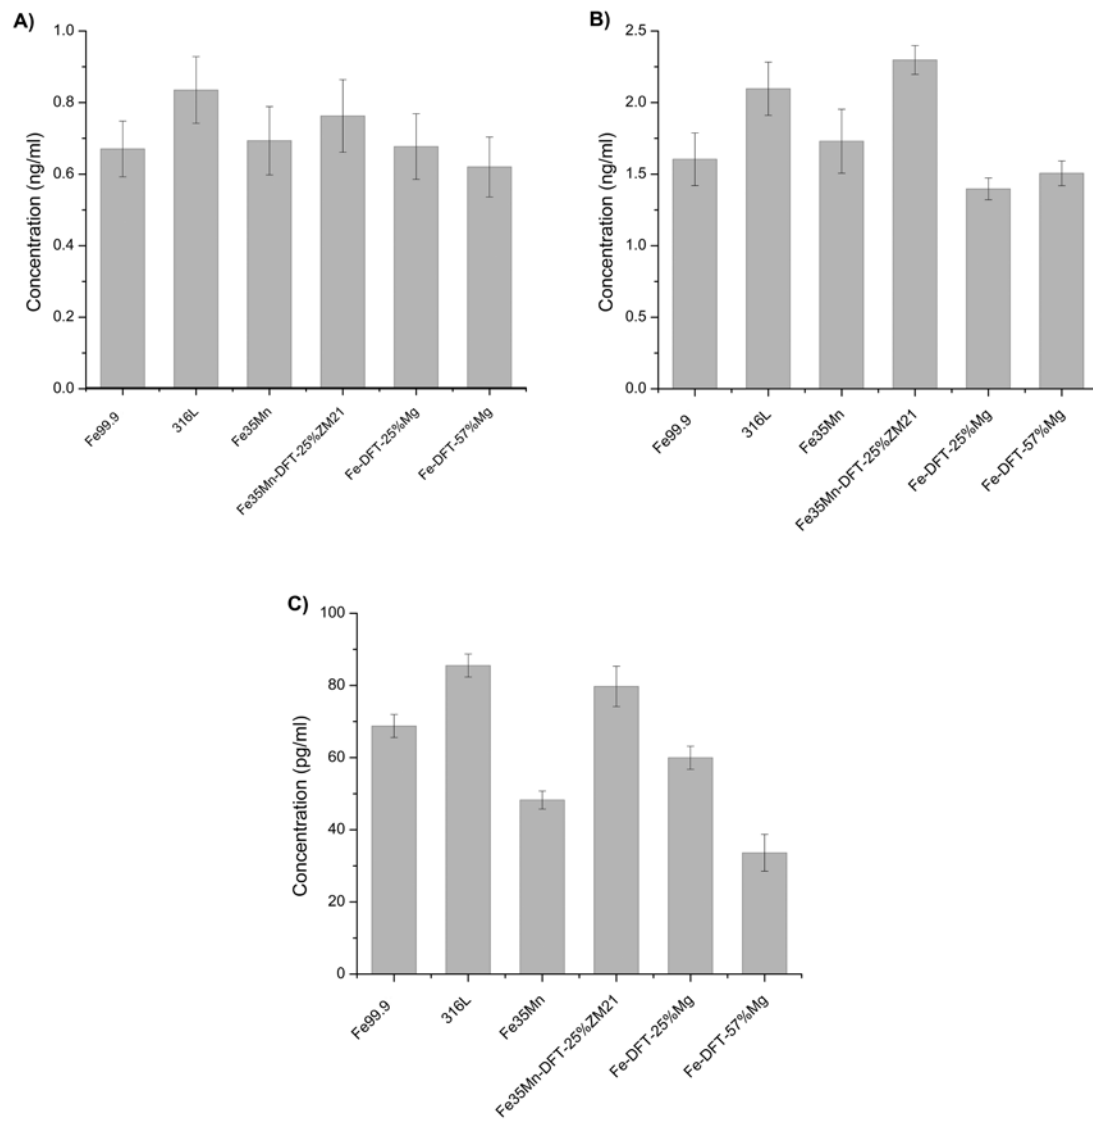 A)
Concentration (ng/ml)
1.0
0.8
0.6
0.4
0.2
0.0
Fe99.9
316L
Fe35Mn
Fe35Mn-DFT-25%ZM21
Fe-DFT-25%Mg
Fe-DFT-57%Mg
B)
Concentration (ng/ml)
2.5
2.0
1.5
1.0
0.5
0.0
Fe99.9
316L
Fe35Mn
Fe35Mn-DFT-25%ZM21
Fe-DFT-25%Mg
Fe-DFT-57%Mg
C)
Concentration (pg/ml)
100
80
60
40
20
0
Fe99.9
316L
Fe35Mn
Fe35Mn-DFT-25%ZM21
Fe-DFT-25%Mg
Fe-DFT-57%Mg